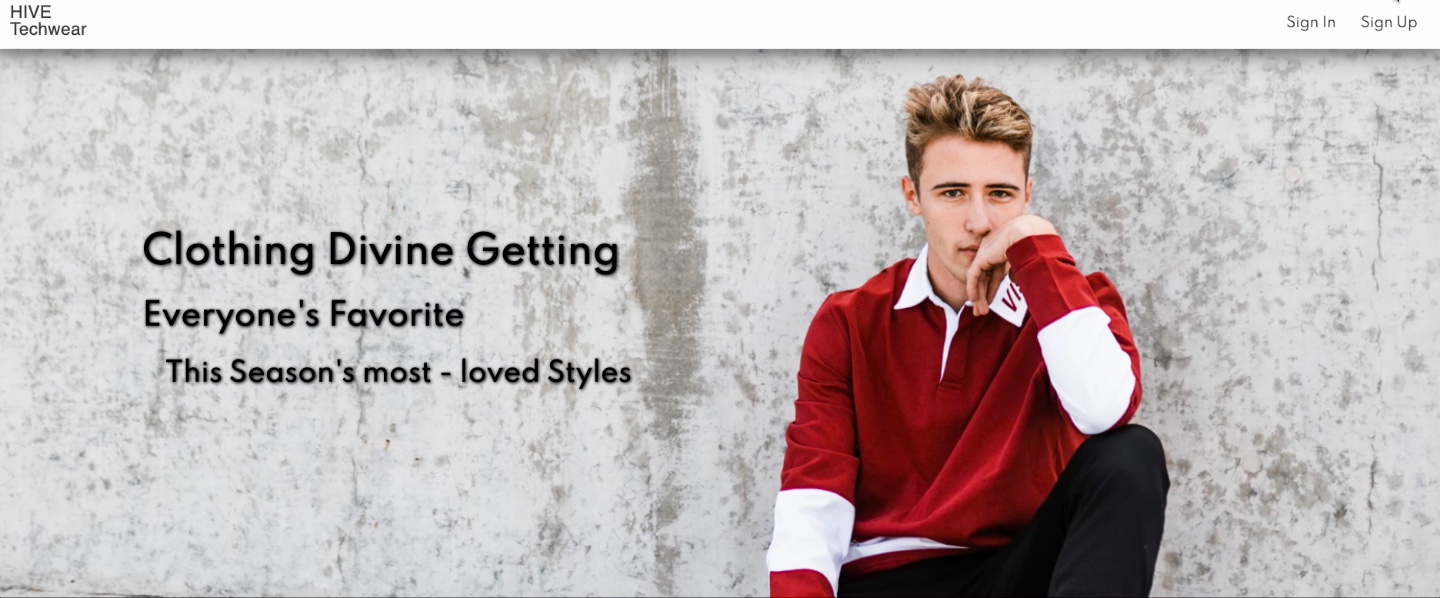 HIVE
Techwear
Sign In
Sign Up
Clothing Divine Getting
Everyone's Favorite
This Season's most - loved Styles